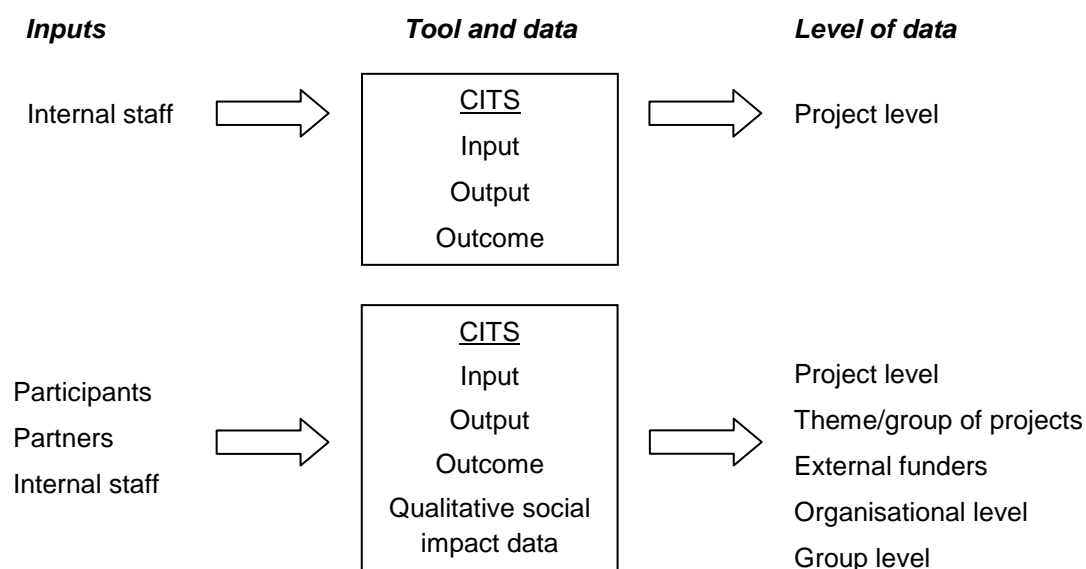 Inputs Tool and data Level of data
Internal staff
CITS
Input
Output
Outcome
Project level
Participants
Partners
Internal staff
CITS
Input
Output
Outcome
Qualitative social
impact data
Project level
Theme/group of projects
External funders
Organisational level
Group level